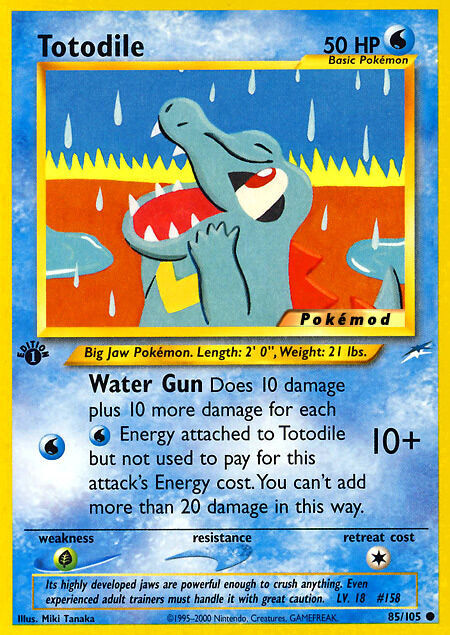 Totodile
50 HP
Basic Pokémon
Pokémod
EDITION
1
Big Jaw Pokémon. Length: 2' 0", Weight: 21 lbs.
Water Gun Does 10 damage
plus 10 more damage for each
Energy attached to Totodile
but not used to pay for this
attack's Energy cost. You can't add
more than 20 damage in this way.
10+
weakness resistance retreat cost
Its highly developed jaws are powerful enough to crush anything. Even
experienced adult trainers must handle it with great caution. LV. 18 #158
Illus. Miki Tanaka ©1995–2000 Nintendo, Creatures, GAMEFREAK. 85/105